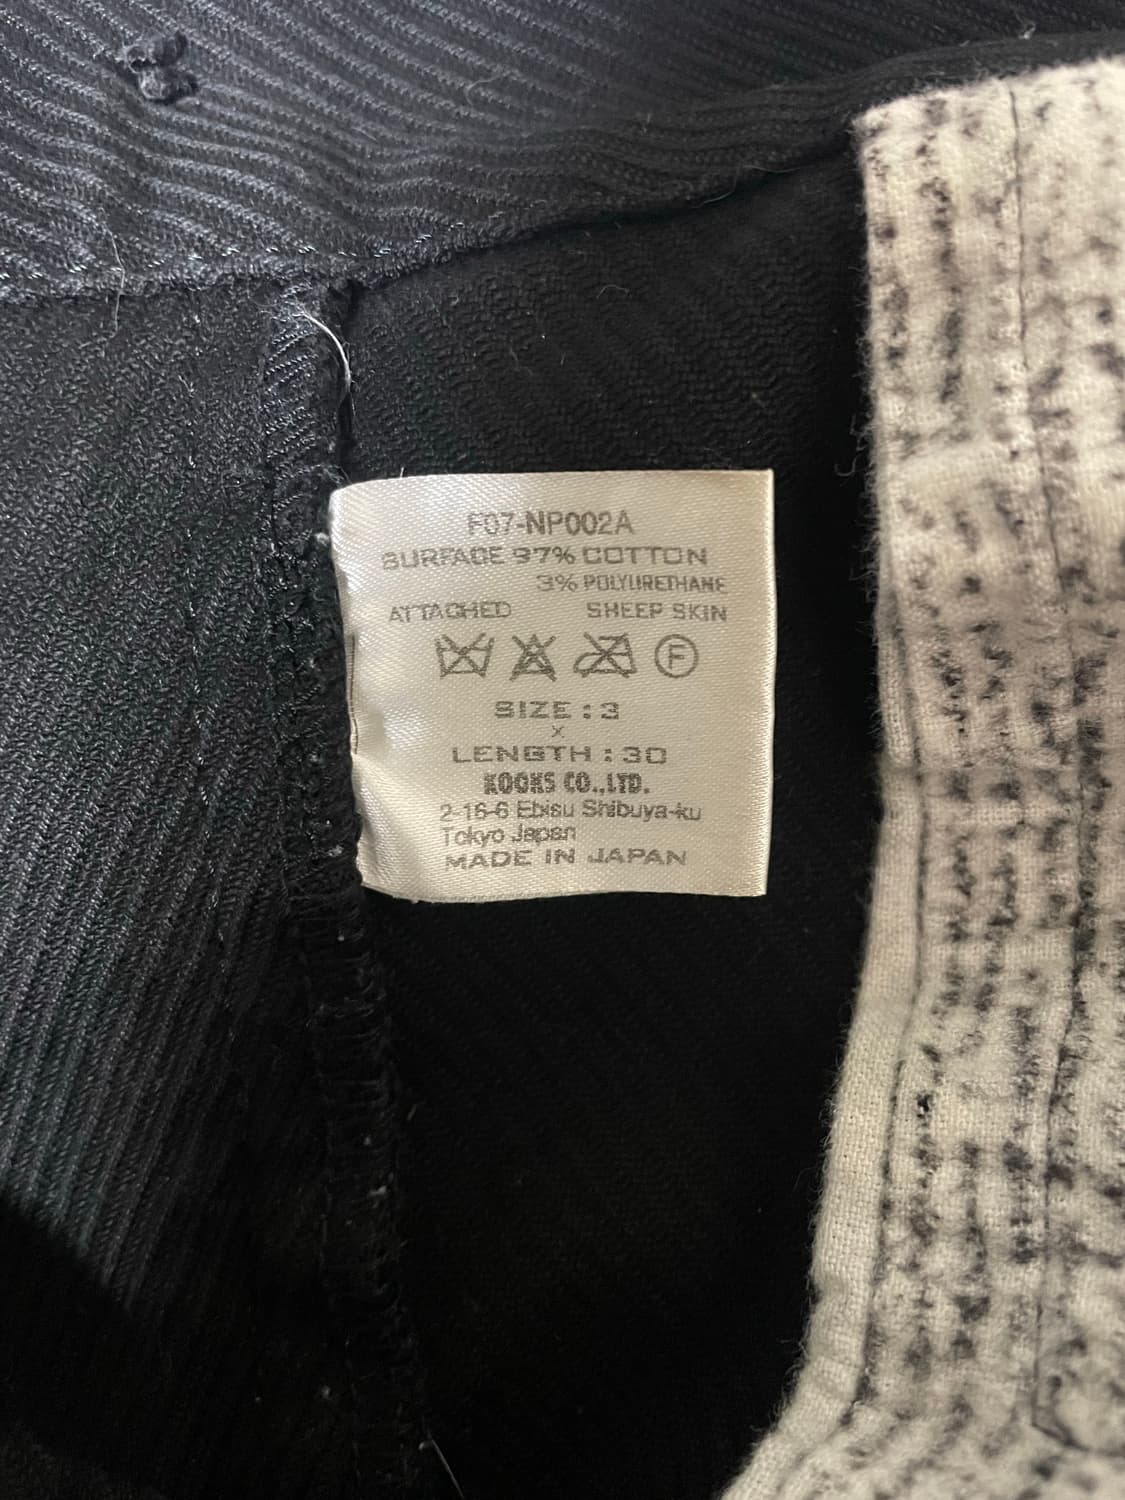 F07-NP002A
SURFACE 97% COTTON
3% POLYURETHANE
ATTACHED SHEEP SKIN
F
SIZE : 3
x
LENGTH : 30
KOOKS CO.,LTD.
2-16-6 Ebisu Shibuya-ku
Tokyo Japan
MADE IN JAPAN